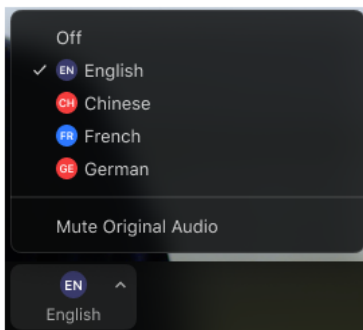 Off
EN English
CH Chinese
FR French
GE German
Mute Original Audio
EN
English